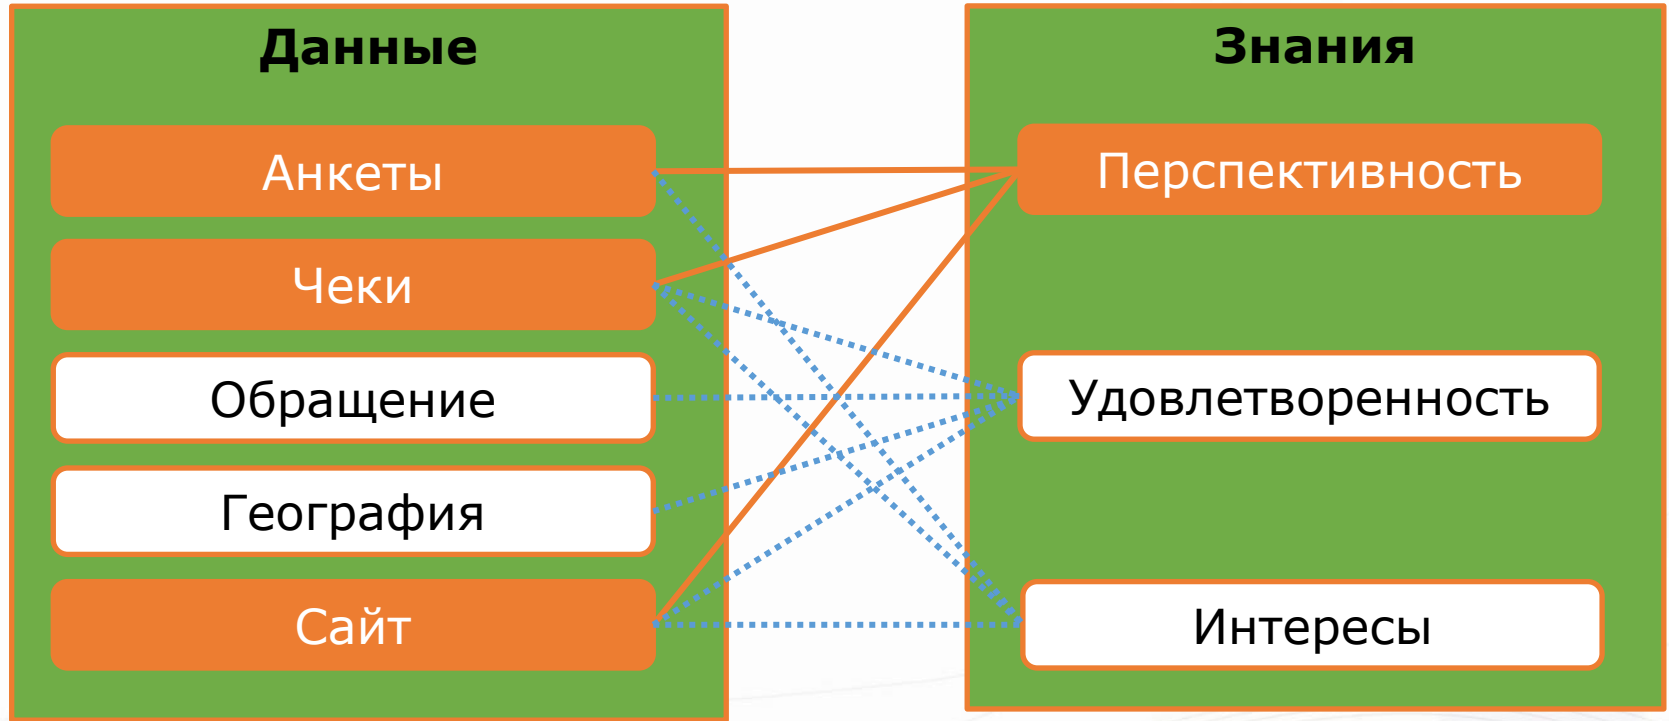 Данные
Анкеты
Чеки
Обращение
География
Сайт
Знания
Перспективность
Удовлетворенность
Интересы